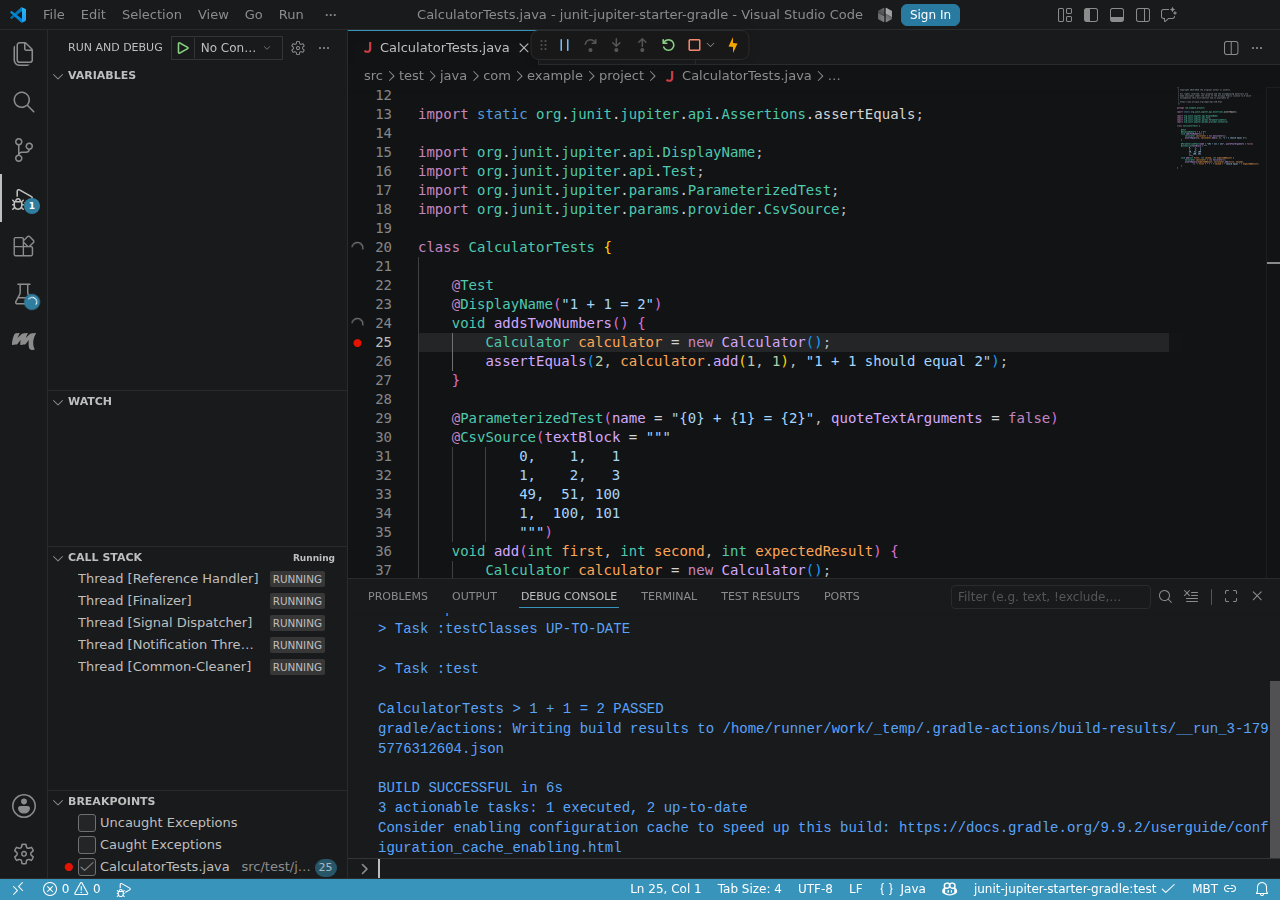 File Edit Selection View Go Run ··· CalculatorTests.java - junit-jupiter-starter-gradle - Visual Studio Code Sign In
RUN AND DEBUG No Con... ···
VARIABLES
WATCH
CALL STACK Running
Thread [Reference Handler] RUNNING
Thread [Finalizer] RUNNING
Thread [Signal Dispatcher] RUNNING
Thread [Notification Thre... RUNNING
Thread [Common-Cleaner] RUNNING
BREAKPOINTS
Uncaught Exceptions
Caught Exceptions
CalculatorTests.java src/test/j... 25
1
J CalculatorTests.java
src > test > java > com > example > project > J CalculatorTests.java > ...
12
13 import static org.junit.jupiter.api.Assertions.assertEquals;
14
15 import org.junit.jupiter.api.DisplayName;
16 import org.junit.jupiter.api.Test;
17 import org.junit.jupiter.params.ParameterizedTest;
18 import org.junit.jupiter.params.provider.CsvSource;
19
20 class CalculatorTests {
21
22 @Test
23 @DisplayName("1 + 1 = 2")
24 void addsTwoNumbers() {
25 Calculator calculator = new Calculator();
26 assertEquals(2, calculator.add(1, 1), "1 + 1 should equal 2");
27 }
28
29 @ParameterizedTest(name = "{0} + {1} = {2}", quoteTextArguments = false)
30 @CsvSource(textBlock = """
31 0, 1, 1
32 1, 2, 3
33 49, 51, 100
34 1, 100, 101
35 """)
36 void add(int first, int second, int expectedResult) {
37 Calculator calculator = new Calculator();
PROBLEMS OUTPUT DEBUG CONSOLE TERMINAL TEST RESULTS PORTS Filter (e.g. text, !exclude,...
> Task :testClasses UP-TO-DATE
> Task :test
CalculatorTests > 1 + 1 = 2 PASSED
gradle/actions: Writing build results to /home/runner/work/_temp/.gradle-actions/build-results/__run_3-179
5776312604.json
BUILD SUCCESSFUL in 6s
3 actionable tasks: 1 executed, 2 up-to-date
Consider enabling configuration cache to speed up this build: https://docs.gradle.org/9.9.2/userguide/conf
iguration_cache_enabling.html
>
0 0 Ln 25, Col 1 Tab Size: 4 UTF-8 LF { } Java junit-jupiter-starter-gradle:test MBT